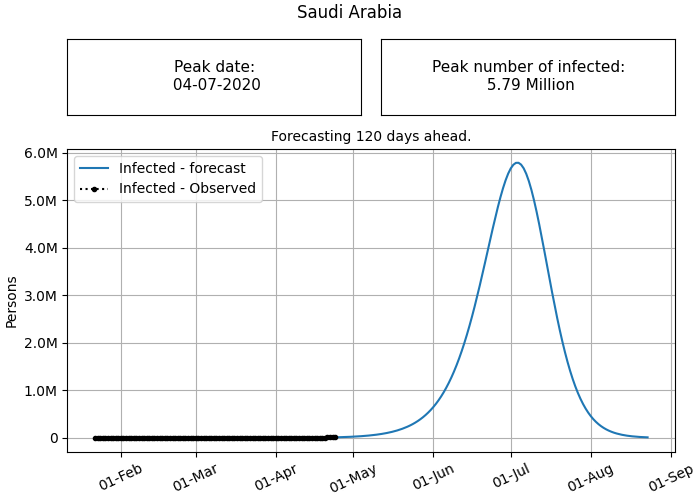 Saudi Arabia
Peak date:
04-07-2020
Peak number of infected:
5.79 Million
Forecasting 120 days ahead.
Infected - forecast
Infected - Observed
6.0M
5.0M
4.0M
3.0M
2.0M
1.0M
0
Persons
01-Feb
01-Mar
01-Apr
01-May
01-Jun
01-Jul
01-Aug
01-Sep